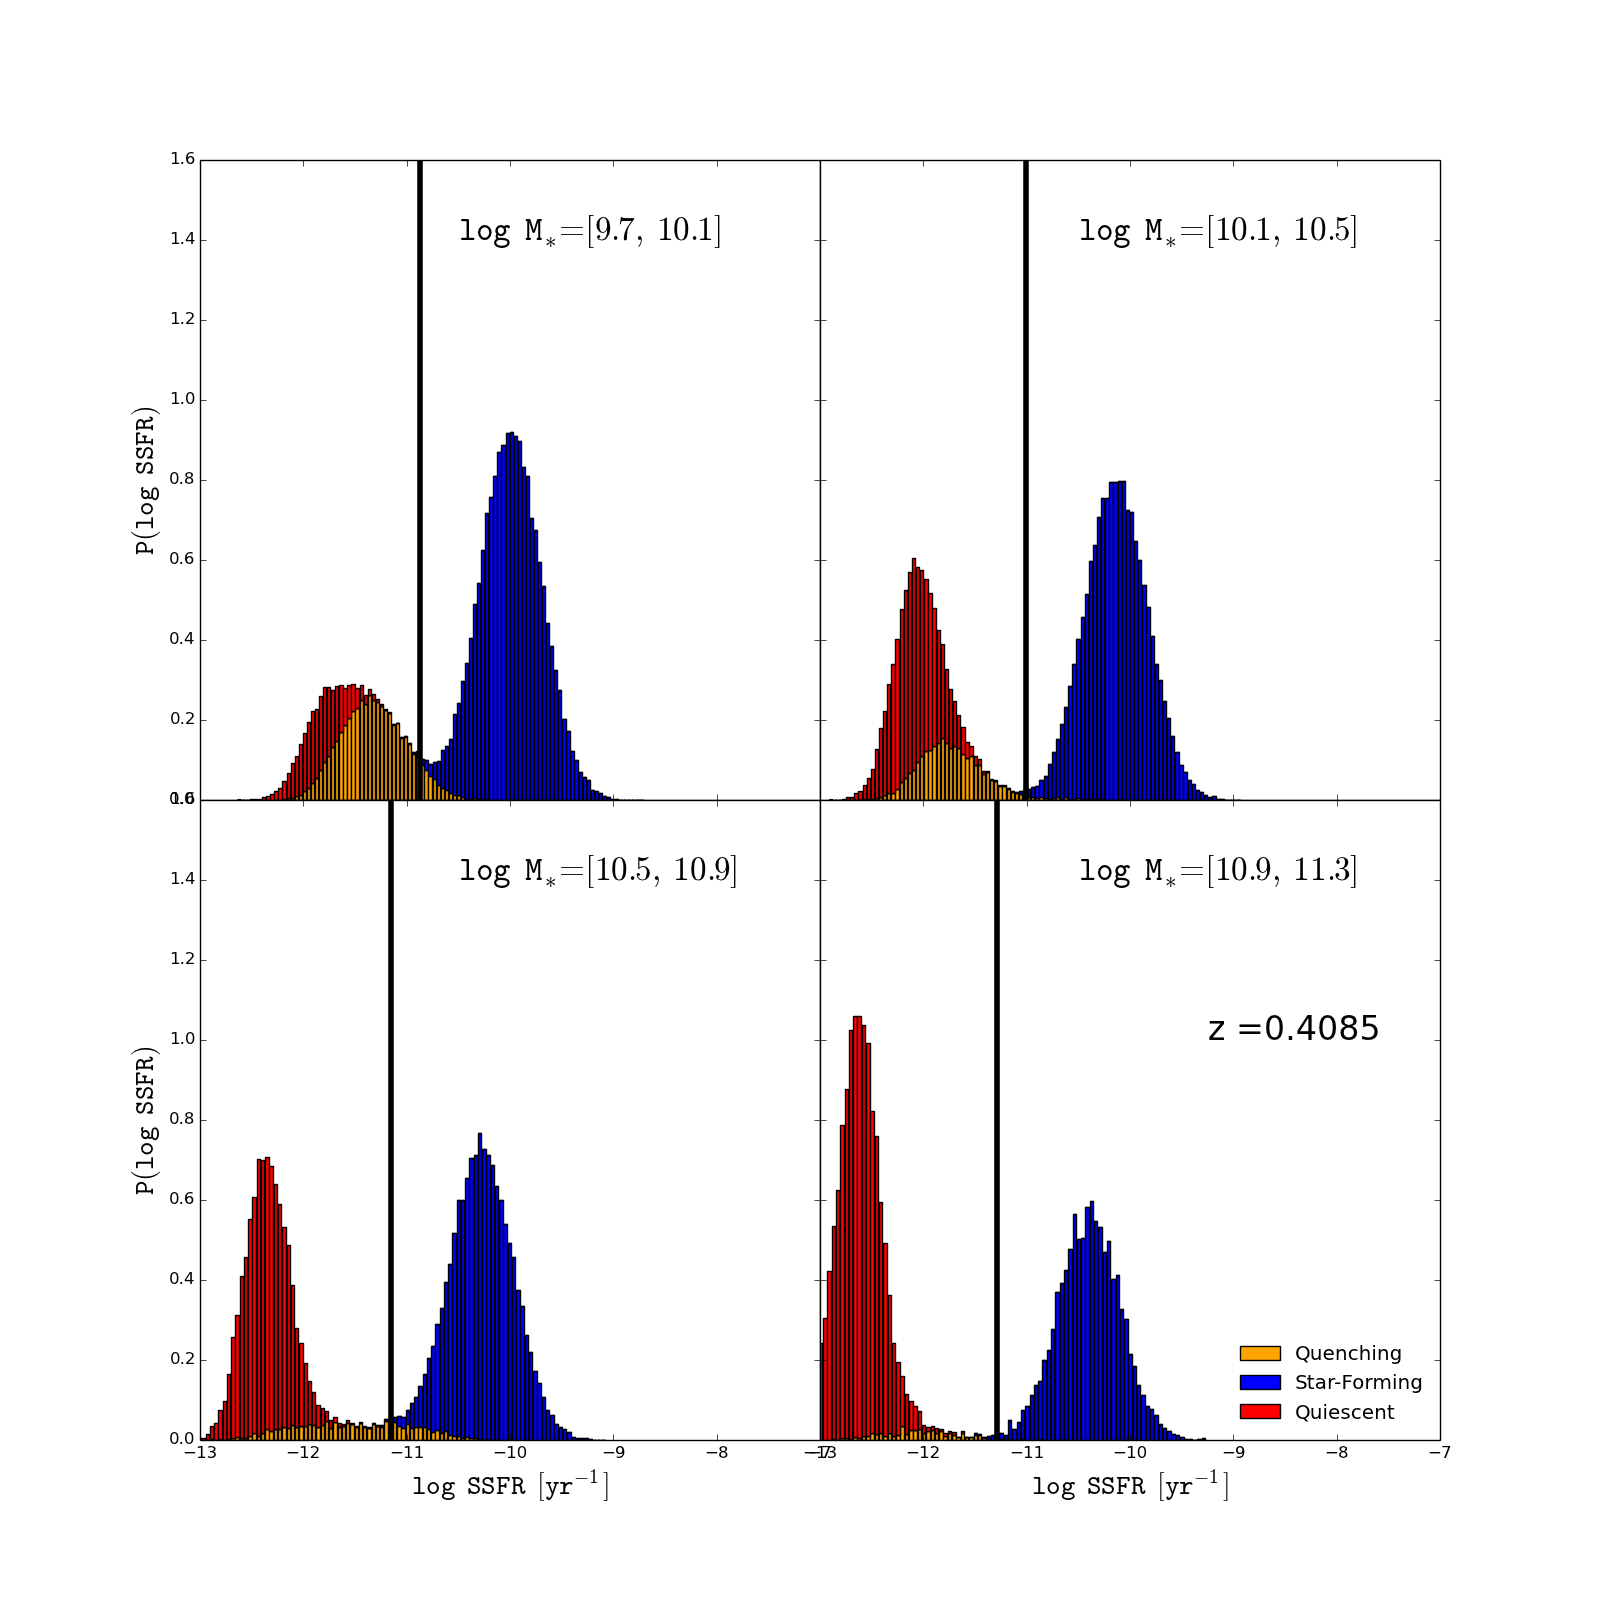 1.6
log M*=[9.7, 10.1]
log M*=[10.1, 10.5]
1.4
1.2
1.0
P(log SSFR)
0.8
0.6
0.4
0.2
log M*=[10.5, 10.9]
log M*=[10.9, 11.3]
1.4
1.2
z =0.4085
1.0
P(log SSFR)
0.8
0.6
0.4
0.2
Quenching
Star-Forming
Quiescent
0.0
−13 −12 −11 −10 −9 −8
−12 −11 −10 −9 −8 −7
log SSFR [yr⁻¹]
log SSFR [yr⁻¹]